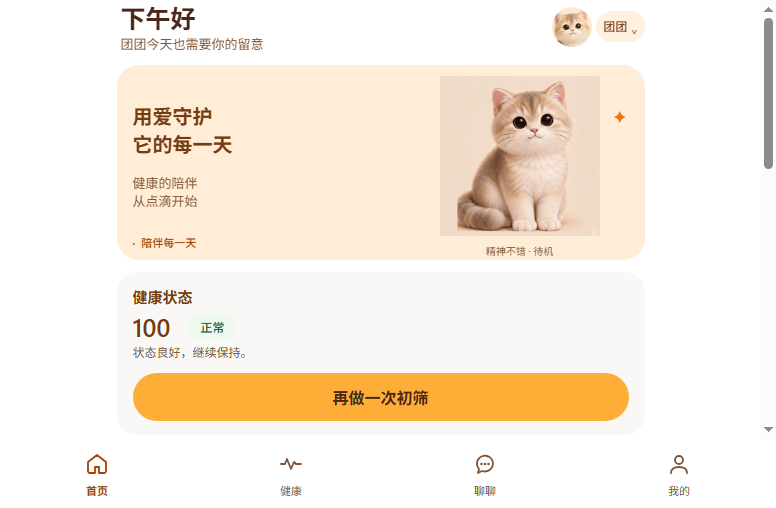 下午好
团团今天也需要你的留意
团团
用爱守护
它的每一天
健康的陪伴
从点滴开始
· 陪伴每一天
精神不错 · 待机
健康状态
100 正常
状态良好，继续保持。
再做一次初筛
首页 健康 聊聊 我的